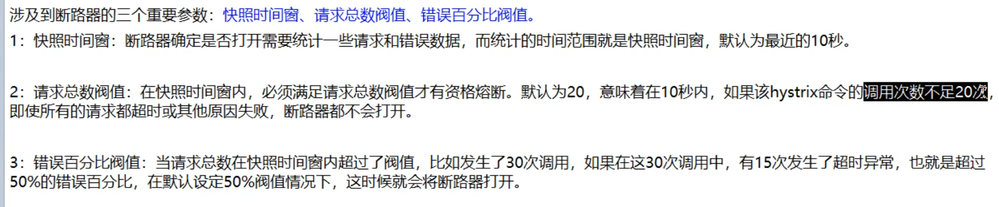 涉及到断路器的三个重要参数：快照时间窗、请求总数阀值、错误百分比阀值。
1：快照时间窗：断路器确定是否打开需要统计一些请求和错误数据，而统计的时间范围就是快照时间窗，默认为最近的10秒。
2：请求总数阀值：在快照时间窗内，必须满足请求总数阀值才有资格熔断。默认为20，意味着在10秒内，如果该hystrix命令的调用次数不足20次，
即使所有的请求都超时或其他原因失败，断路器都不会打开。
3：错误百分比阀值：当请求总数在快照时间窗内超过了阀值，比如发生了30次调用，如果在这30次调用中，有15次发生了超时异常，也就是超过
50%的错误百分比，在默认设定50%阀值情况下，这时候就会将断路器打开。